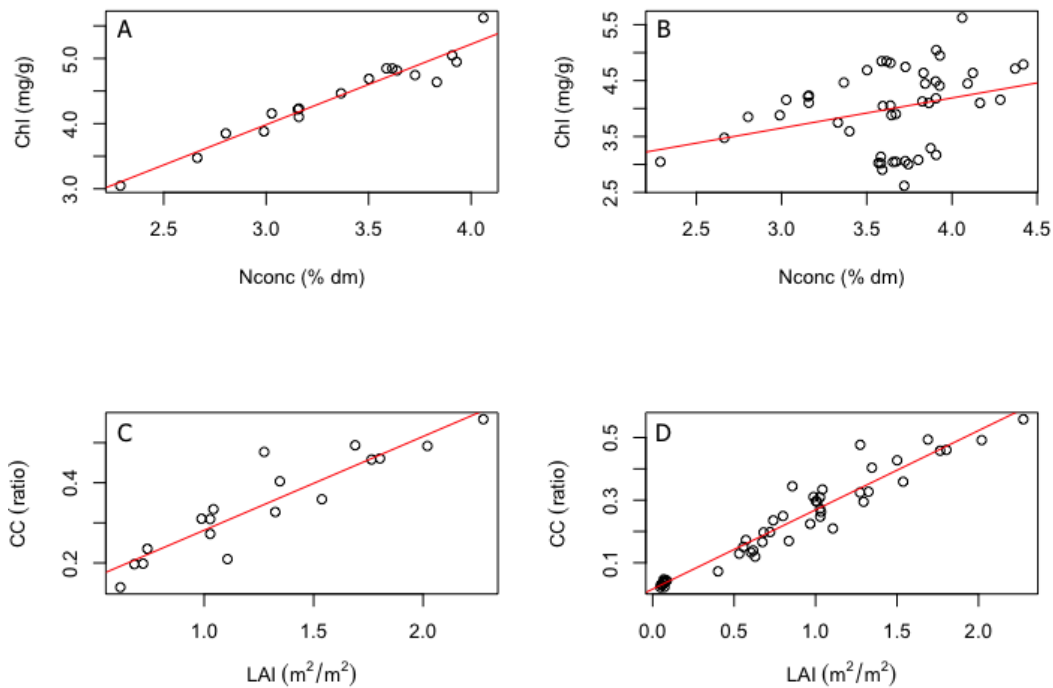 A
Chl (mg/g)
3.0 4.0 5.0
2.5 3.0 3.5 4.0
Nconc (% dm)
B
Chl (mg/g)
2.5 3.5 4.5 5.5
2.5 3.0 3.5 4.0 4.5
Nconc (% dm)
C
CC (ratio)
0.2 0.4
1.0 1.5 2.0
LAI (m²/m²)
D
CC (ratio)
0.1 0.3 0.5
0.0 0.5 1.0 1.5 2.0
LAI (m²/m²)